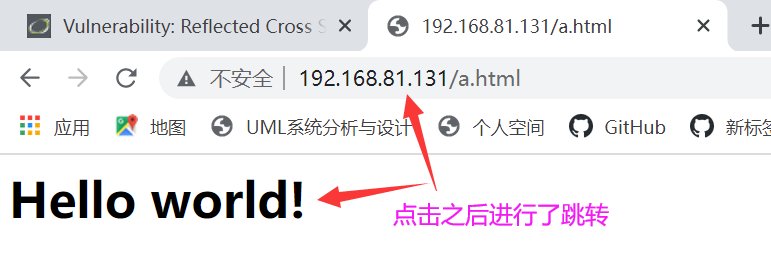 Vulnerability: Reflected Cross S
192.168.81.131/a.html
不安全 | 192.168.81.131/a.html
应用 地图 UML系统分析与设计 个人空间 GitHub 新标签
Hello world!
点击之后进行了跳转